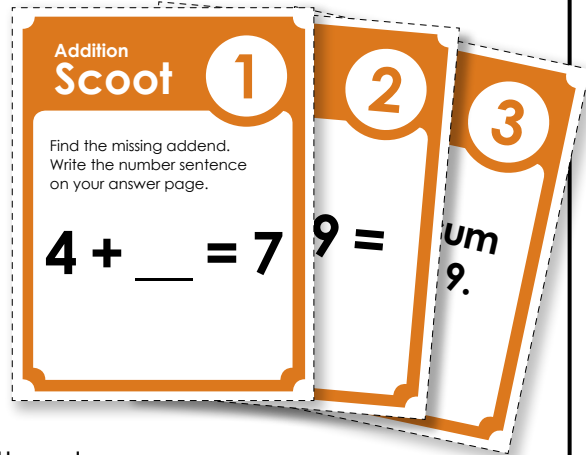 Addition
Scoot
1
Find the missing addend.
Write the number sentence
on your answer page.
4 + __ = 7
2
9 =
3
um
9.